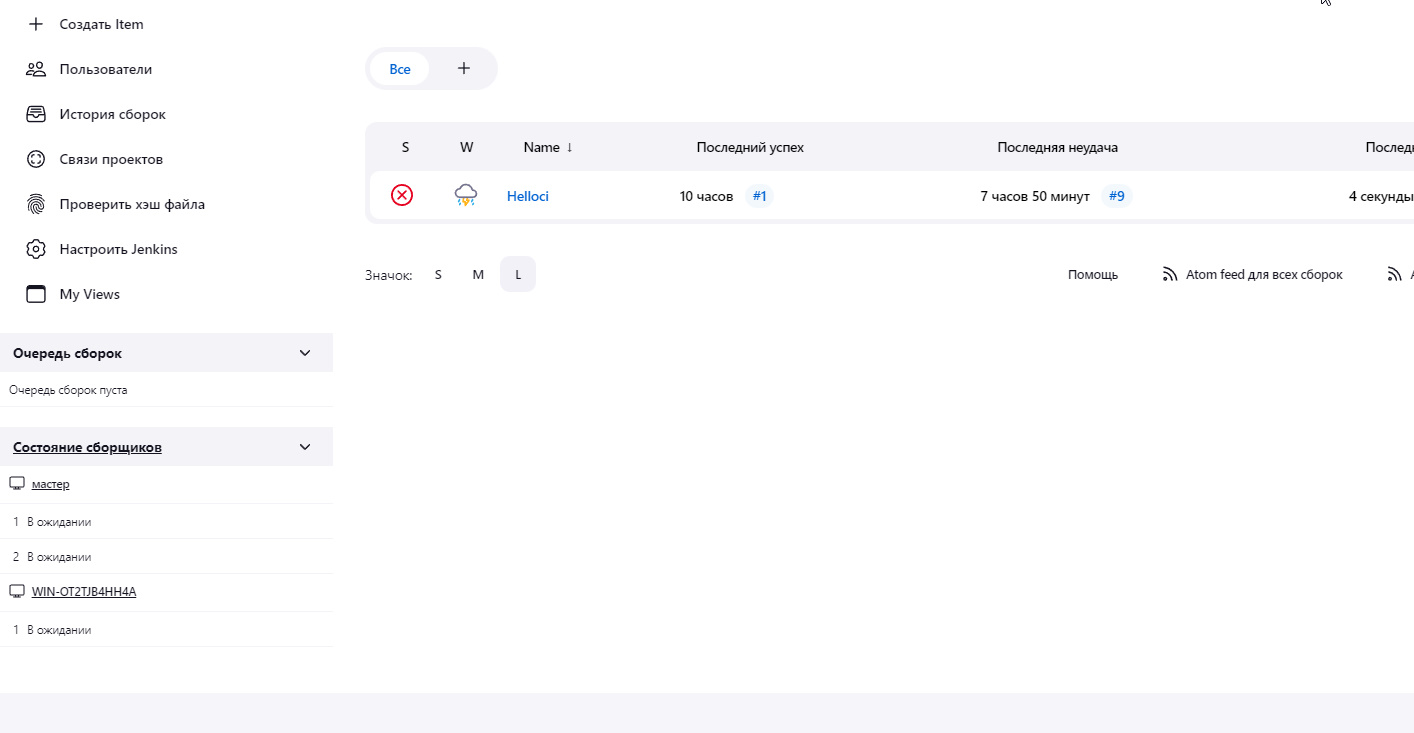 Создать Item
Пользователи
История сборок
Связи проектов
Проверить хэш файла
Настроить Jenkins
My Views
Очередь сборок
Очередь сборок пуста
Состояние сборщиков
мастер
1 В ожидании
2 В ожидании
WIN-OT2TJB4HH4A
1 В ожидании
Все
S W Name ↓ Последний успех Последняя неудача
Helloci 10 часов #1 7 часов 50 минут #9 4 секунды
Значок: S M L Помощь Atom feed для всех сборок